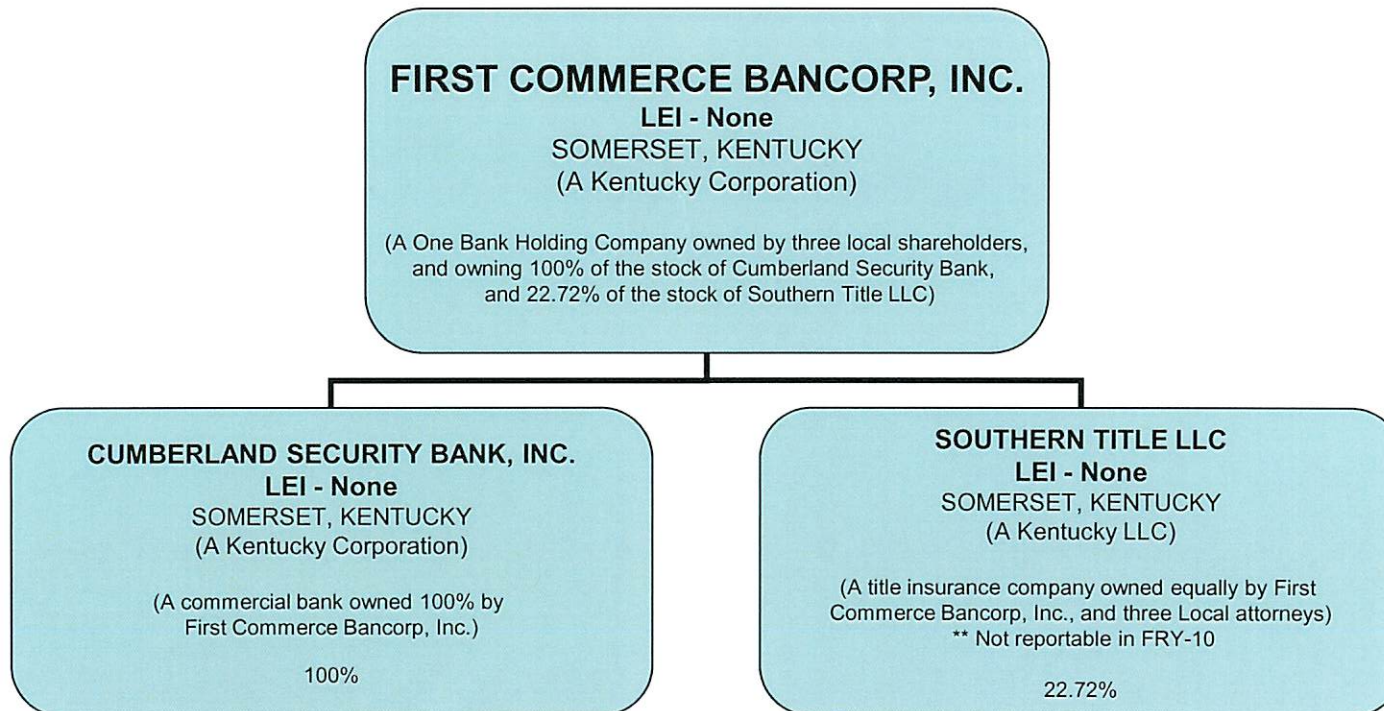 FIRST COMMERCE BANCORP, INC.
LEI - None
SOMERSET, KENTUCKY
(A Kentucky Corporation)
(A One Bank Holding Company owned by three local shareholders,
and owning 100% of the stock of Cumberland Security Bank,
and 22.72% of the stock of Southern Title LLC)
CUMBERLAND SECURITY BANK, INC.
LEI - None
SOMERSET, KENTUCKY
(A Kentucky Corporation)
(A commercial bank owned 100% by
First Commerce Bancorp, Inc.)
100%
SOUTHERN TITLE LLC
LEI - None
SOMERSET, KENTUCKY
(A Kentucky LLC)
(A title insurance company owned equally by First
Commerce Bancorp, Inc., and three Local attorneys)
** Not reportable in FRY-10
22.72%